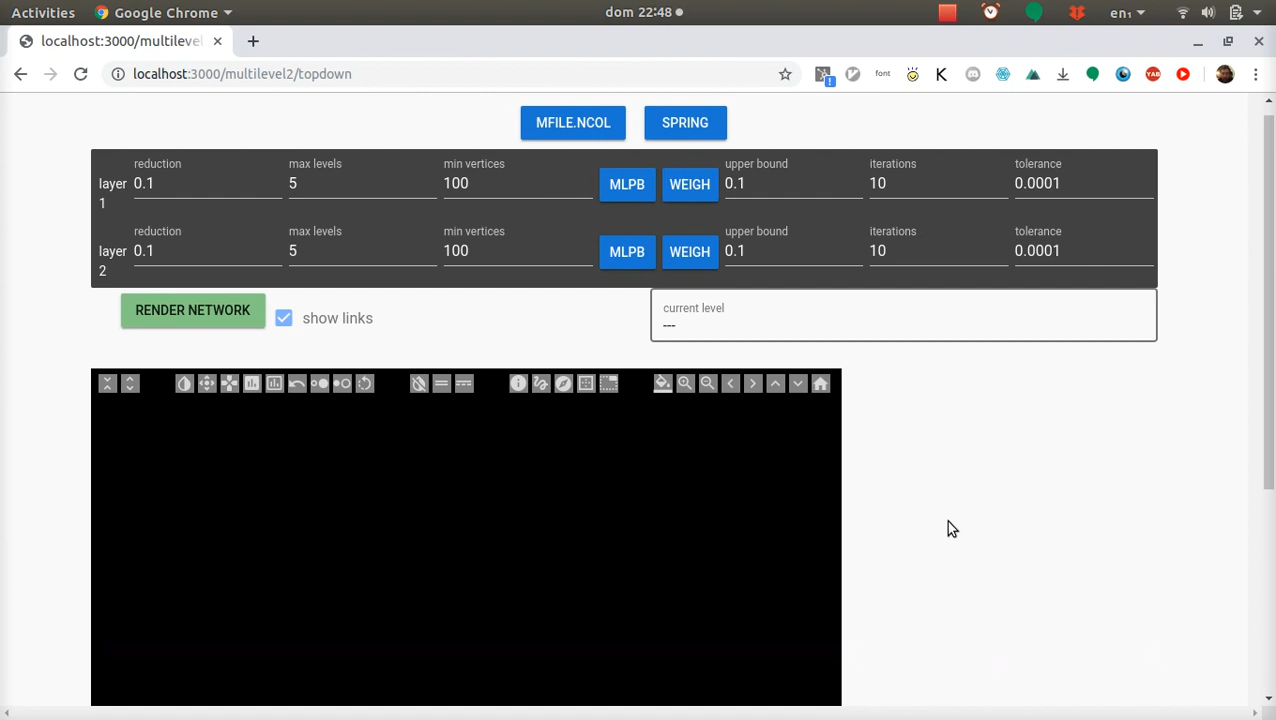 Activities Google Chrome dom 22:48 en₁
localhost:3000/multileve
localhost:3000/multilevel2/topdown
font
YAB
MFILE.NCOL SPRING
reduction max levels min vertices upper bound iterations tolerance
layer 1 0.1 5 100 MLPB WEIGH 0.1 10 0.0001
reduction max levels min vertices upper bound iterations tolerance
layer 2 0.1 5 100 MLPB WEIGH 0.1 10 0.0001
RENDER NETWORK show links
current level
---